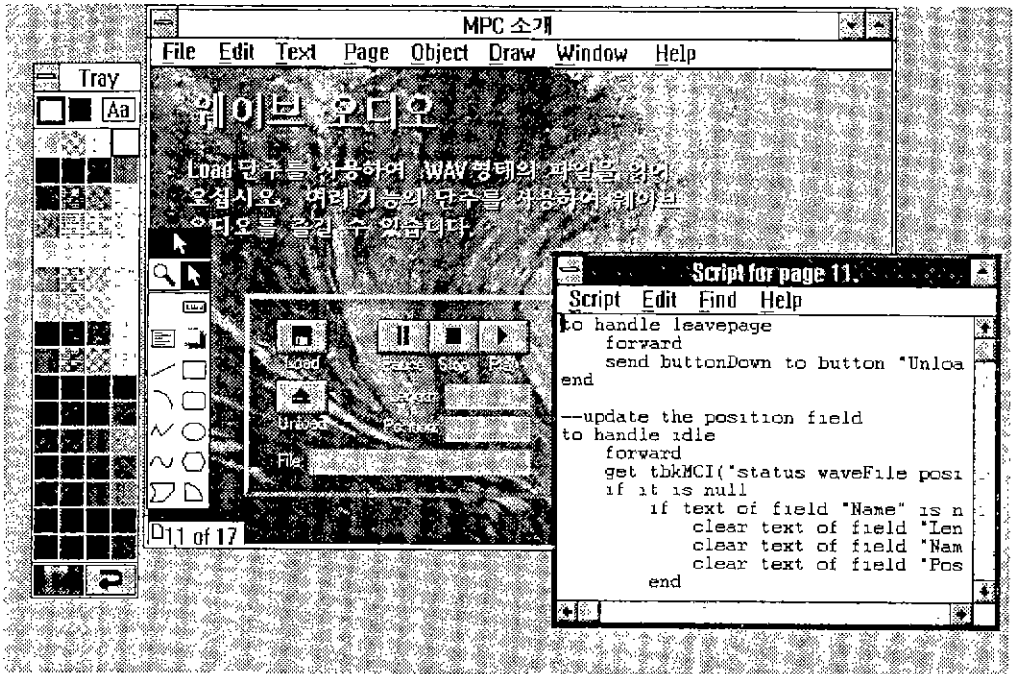 MPC 소개
File Edit Text Page Object Draw Window Help
Tray
Aa
웨이브 오디오
Load 단추를 사용하여 .WAV 형태의 파일을 읽어
오십시오. 여러기능의 단추를 사용하여 웨이브
오디오를 즐길 수 있습니다.
Load Pause Stop Play
Length
Unload Position
File
11 of 17
Script for page 11.
Script Edit Find Help
to handle leavepage
forward
send buttonDown to button "Unloa
end
--update the position field
to handle idle
forward
get tbkMCI("status waveFile posi
if it is null
if text of field "Name" is n
clear text of field "Len
clear text of field "Nam
clear text of field "Pos
end